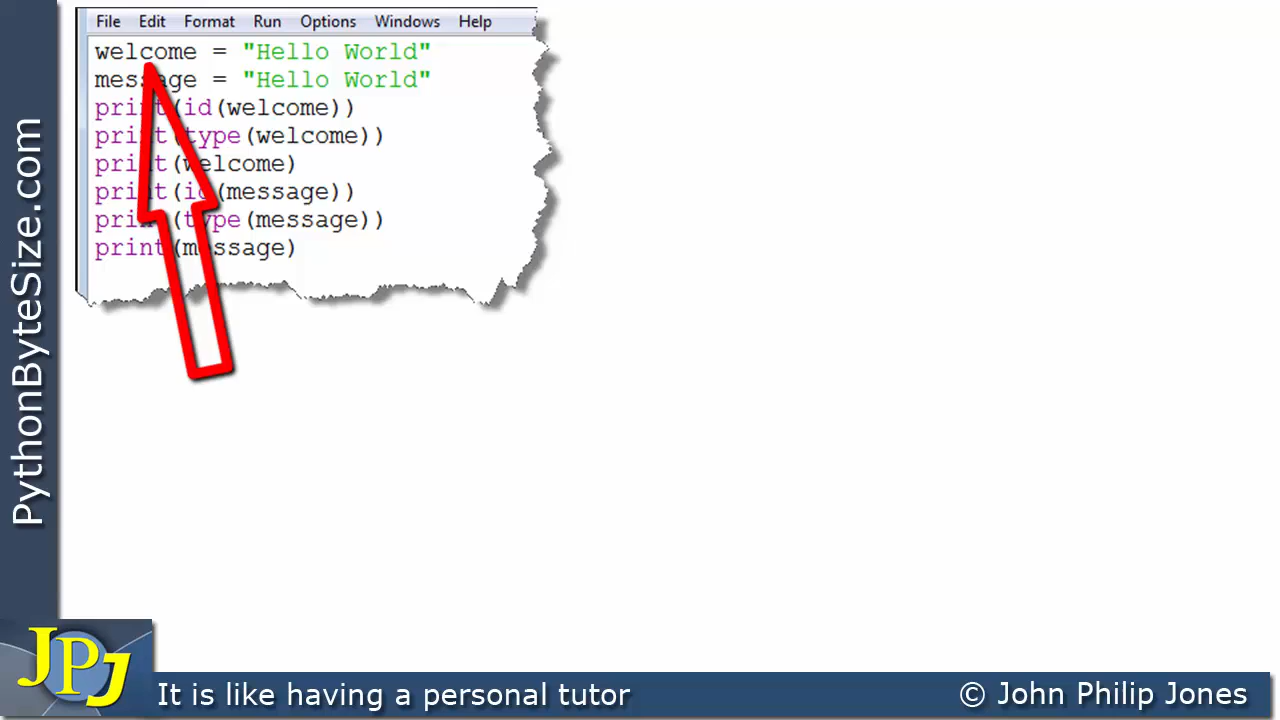 File Edit Format Run Options Windows Help
welcome = "Hello World"
message = "Hello World"
print(id(welcome))
print(type(welcome))
print(welcome)
print(id(message))
print(type(message))
print(message)
PythonByteSize.com
JPJ
It is like having a personal tutor
© John Philip Jones